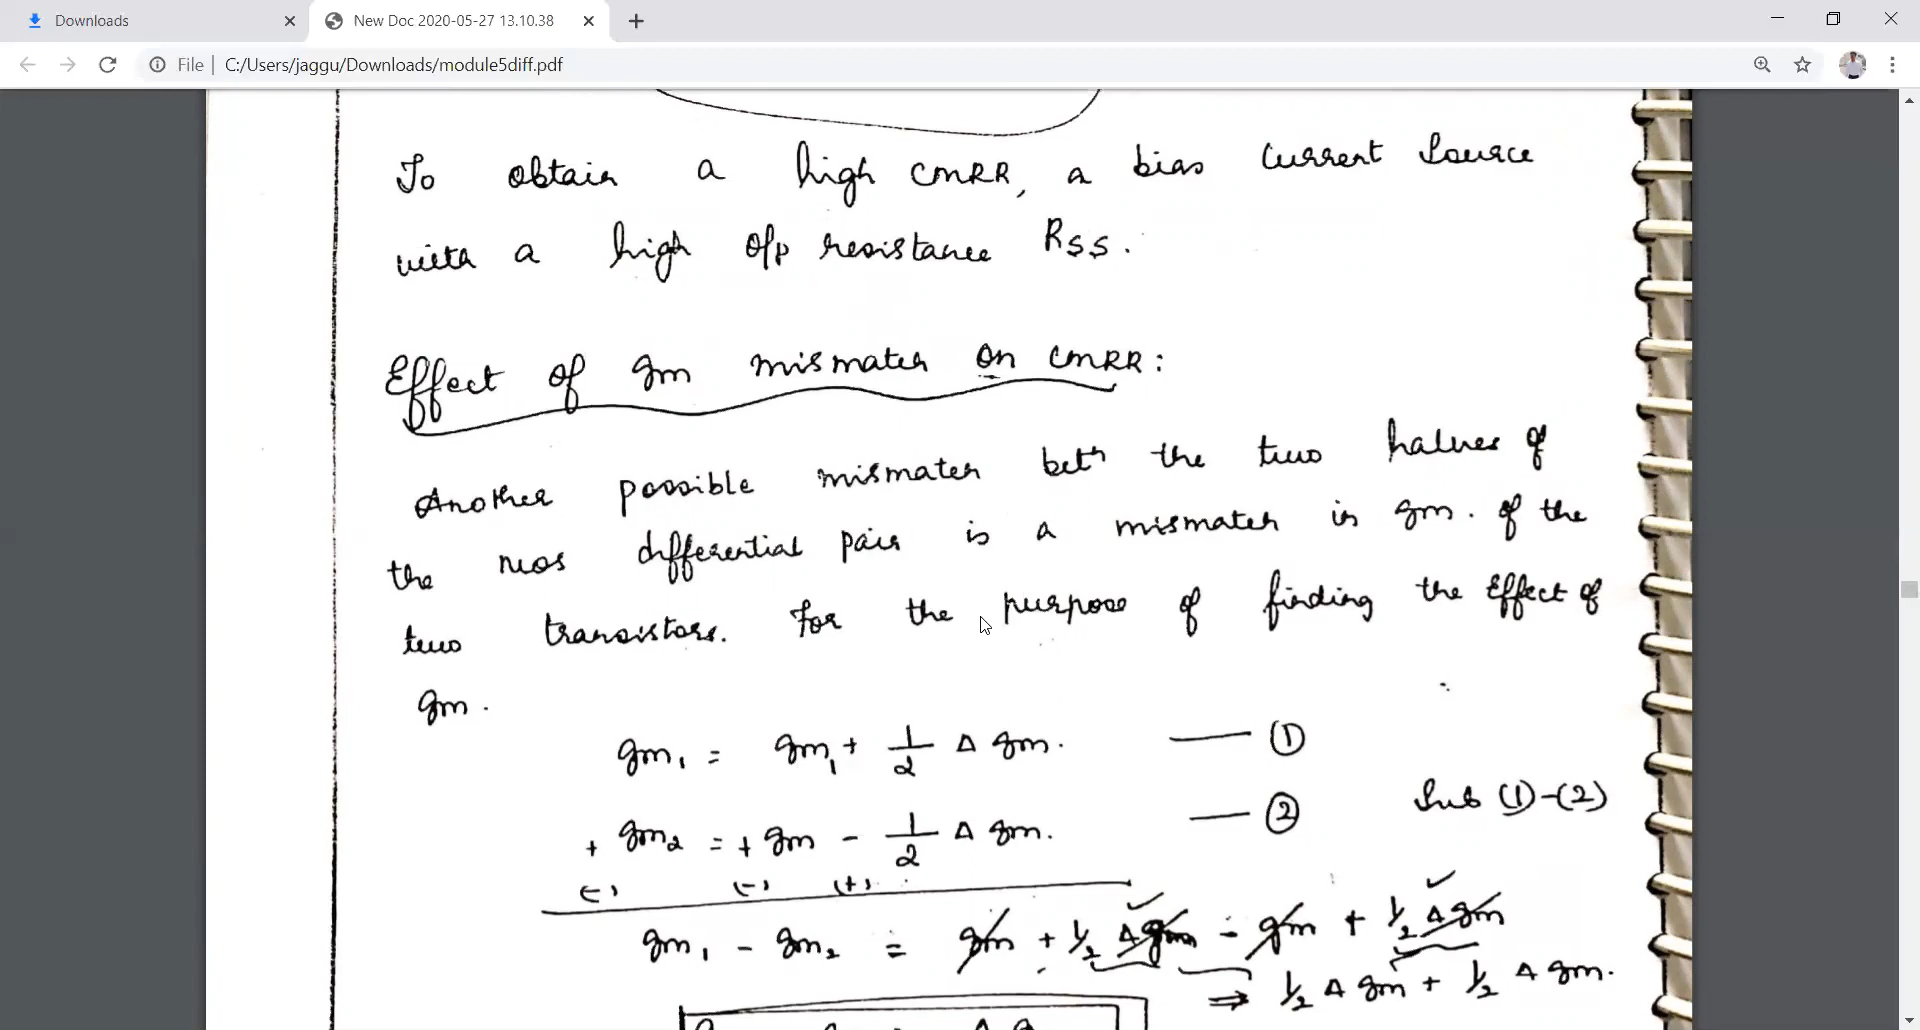 Downloads
New Doc 2020-05-27 13.10.38
File | C:/Users/jaggu/Downloads/module5diff.pdf
To obtain a high CMRR, a bias current source
with a high o/p resistance RSS.
Effect of gm mismatch on CMRR:
Another possible mismatch betn the two halves of
the MOS differential pair is a mismatch in gm. of the
two transistors. For the purpose of finding the Effect of
gm.
gm₁ = gm₁ + 1/2 Δ gm. — ①
+ gm₂ = + gm - 1/2 Δ gm. — ② Sub (1)-(2)
(-) (-) (+)
gm₁ - gm₂ = gm + 1/2 Δgm - gm + 1/2 Δgm
⇒ 1/2 Δ gm + 1/2 Δ gm.